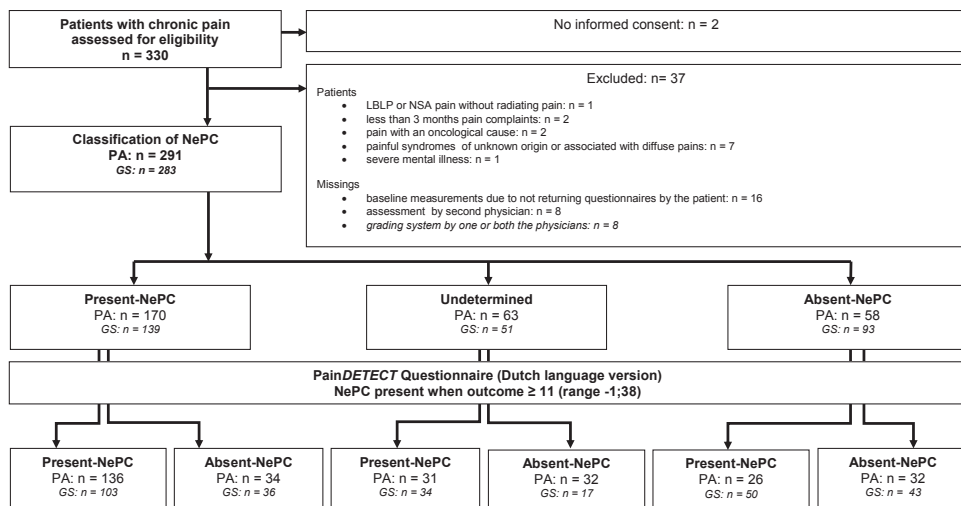 Patients with chronic pain
assessed for eligibility
n = 330
No informed consent: n = 2
Excluded: n= 37
Patients
• LBLP or NSA pain without radiating pain: n = 1
• less than 3 months pain complaints: n = 2
• pain with an oncological cause: n = 2
• painful syndromes of unknown origin or associated with diffuse pains: n = 7
• severe mental illness: n = 1
Missings
• baseline measurements due to not returning questionnaires by the patient: n = 16
• assessment by second physician: n = 8
• grading system by one or both the physicians: n = 8
Classification of NePC
PA: n = 291
GS: n = 283
Present-NePC
PA: n = 170
GS: n = 139
Undetermined
PA: n = 63
GS: n = 51
Absent-NePC
PA: n = 58
GS: n = 93
PainDETECT Questionnaire (Dutch language version)
NePC present when outcome ≥ 11 (range -1;38)
Present-NePC
PA: n = 136
GS: n = 103
Absent-NePC
PA: n = 34
GS: n = 36
Present-NePC
PA: n = 31
GS: n = 34
Absent-NePC
PA: n = 32
GS: n = 17
Present-NePC
PA: n = 26
GS: n = 50
Absent-NePC
PA: n = 32
GS: n = 43